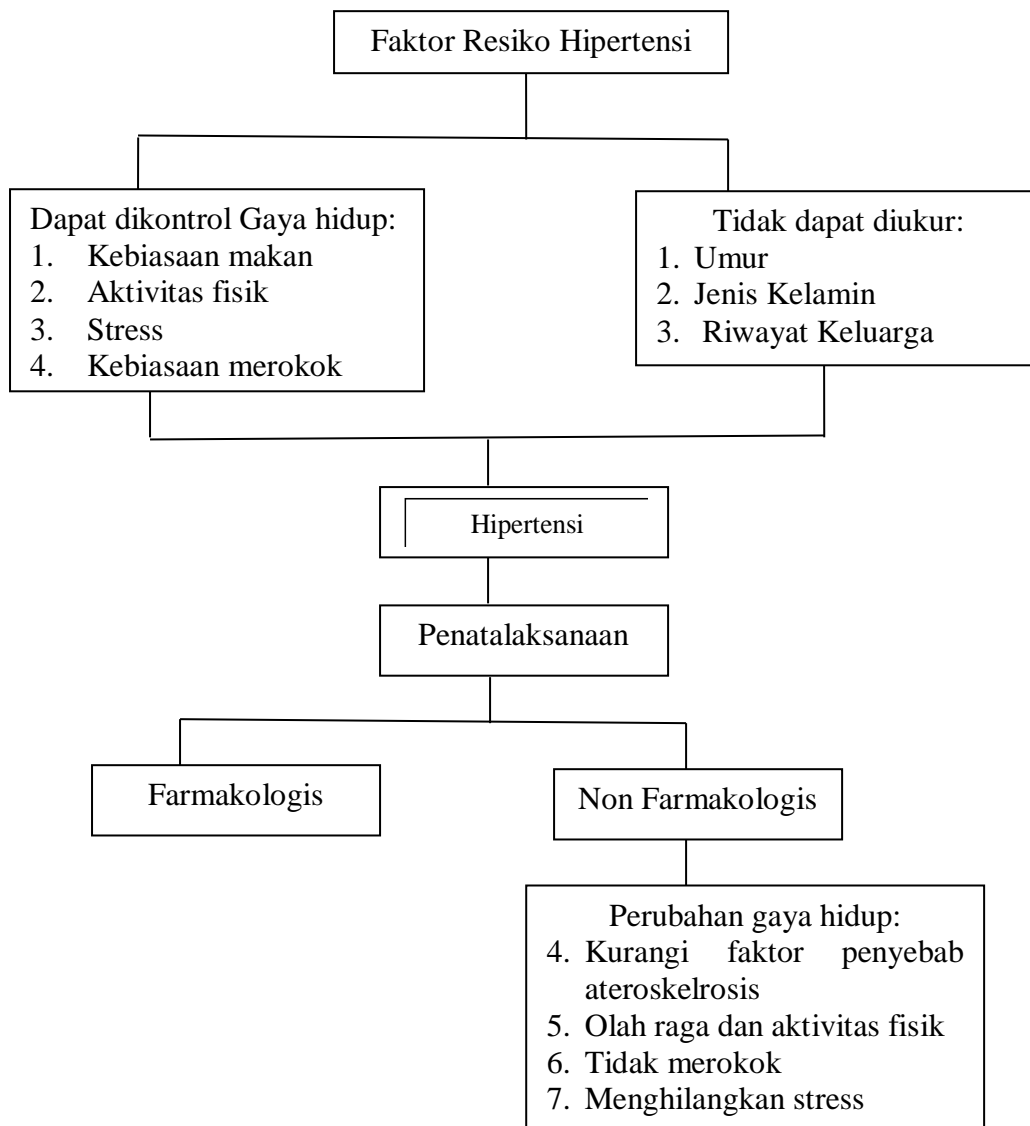 Faktor Resiko Hipertensi
Dapat dikontrol Gaya hidup:
1. Kebiasaan makan
2. Aktivitas fisik
3. Stress
4. Kebiasaan merokok
Tidak dapat diukur:
1. Umur
2. Jenis Kelamin
3. Riwayat Keluarga
Hipertensi
Penatalaksanaan
Farmakologis
Non Farmakologis
Perubahan gaya hidup:
4. Kurangi faktor penyebab
ateroskelrosis
5. Olah raga dan aktivitas fisik
6. Tidak merokok
7. Menghilangkan stress